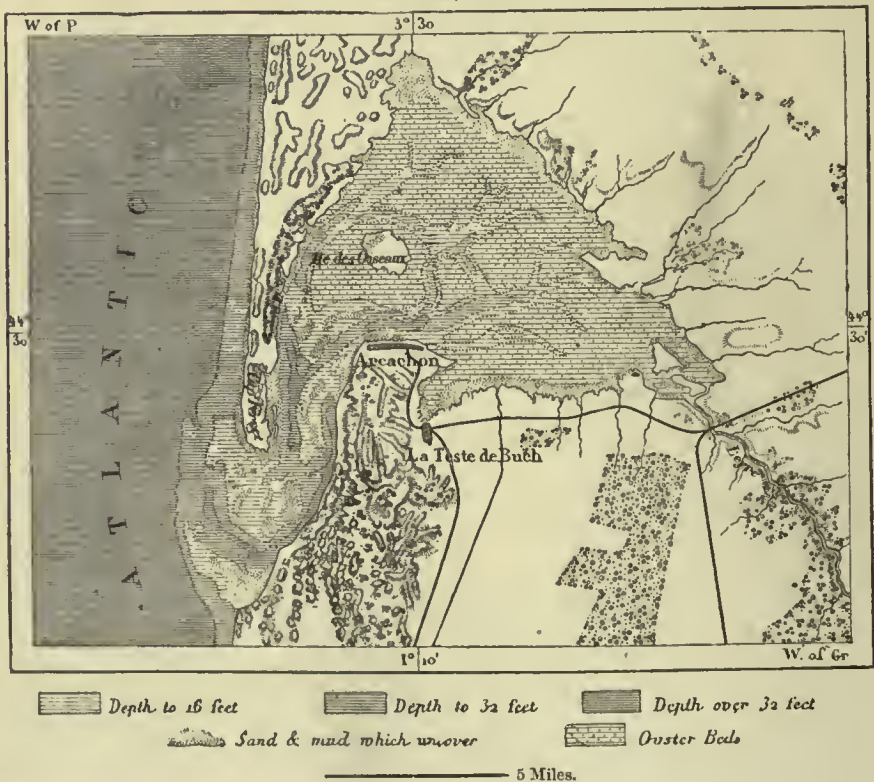 W of P
3° 30
ATLANTIC
Ile des Oiseaux
44° 30
30'
Arcachon
La Teste de Buch
Leyre
1° 10'
W. of Gr
Depth to 16 feet
Depth to 32 feet
Depth over 32 feet
Sand & mud which uncover
Oyster Beds
5 Miles.